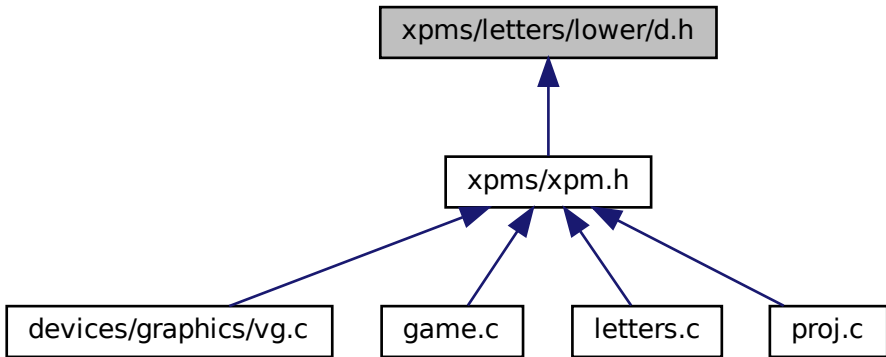 xpms/letters/lower/d.h
xpms/xpm.h
devices/graphics/vg.c
game.c
letters.c
proj.c